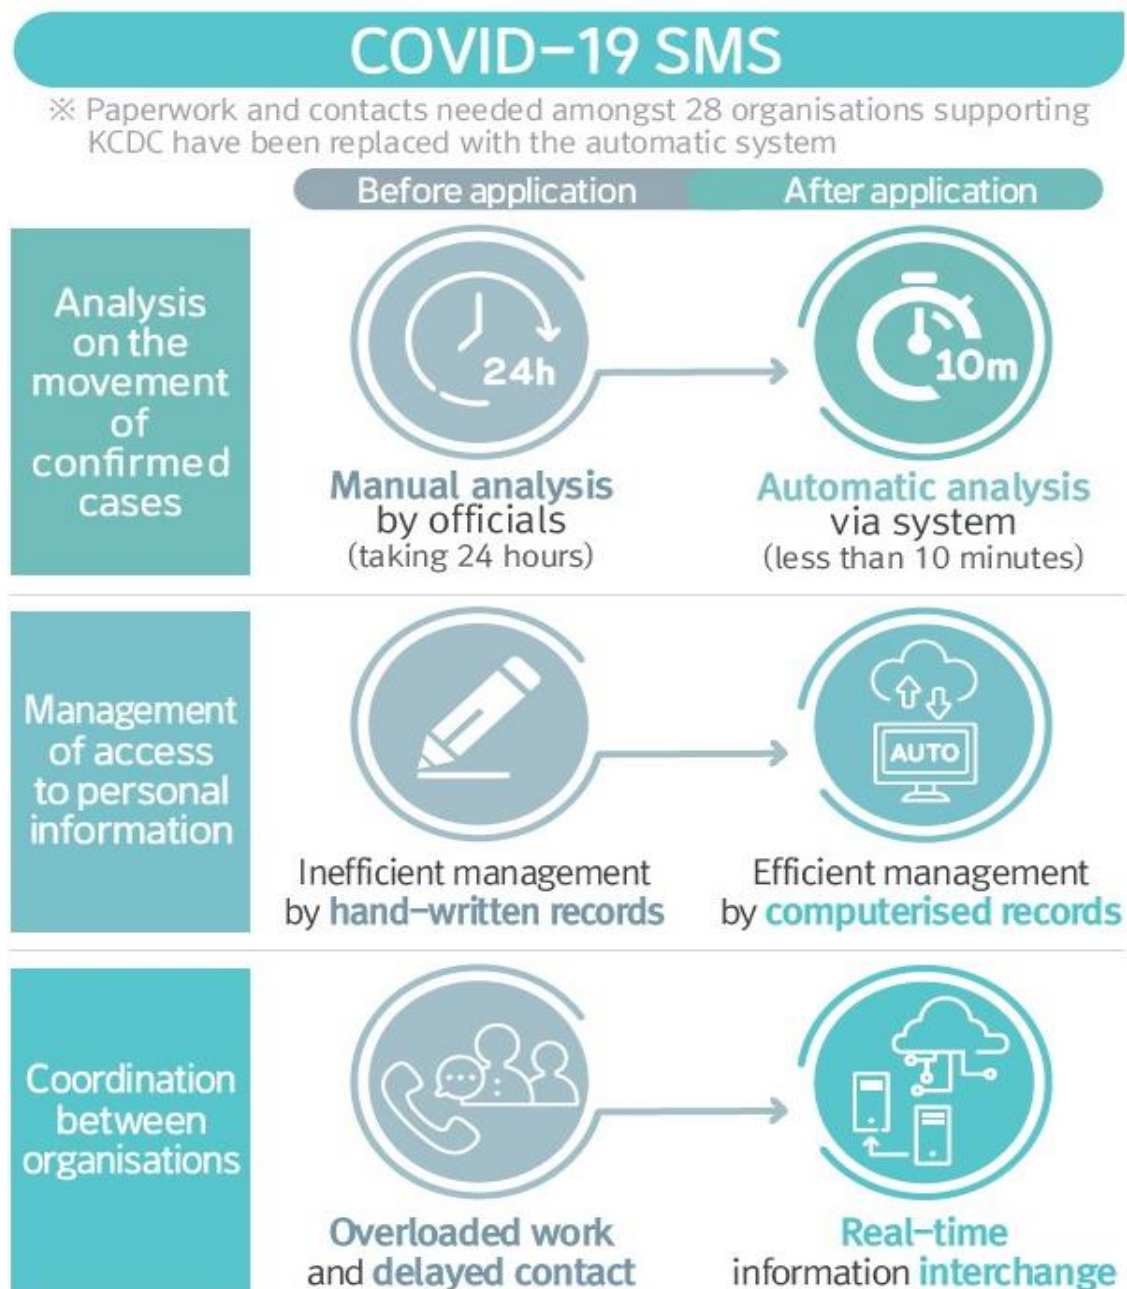 COVID-19 SMS
※ Paperwork and contacts needed amongst 28 organisations supporting
KCDC have been replaced with the automatic system
Before application
After application
Analysis
on the
movement
of
confirmed
cases
24h
Manual analysis
by officials
(taking 24 hours)
10m
Automatic analysis
via system
(less than 10 minutes)
Management
of access
to personal
information
Inefficient management
by hand-written records
AUTO
Efficient management
by computerised records
Coordination
between
organisations
Overloaded work
and delayed contact
Real-time
information interchange